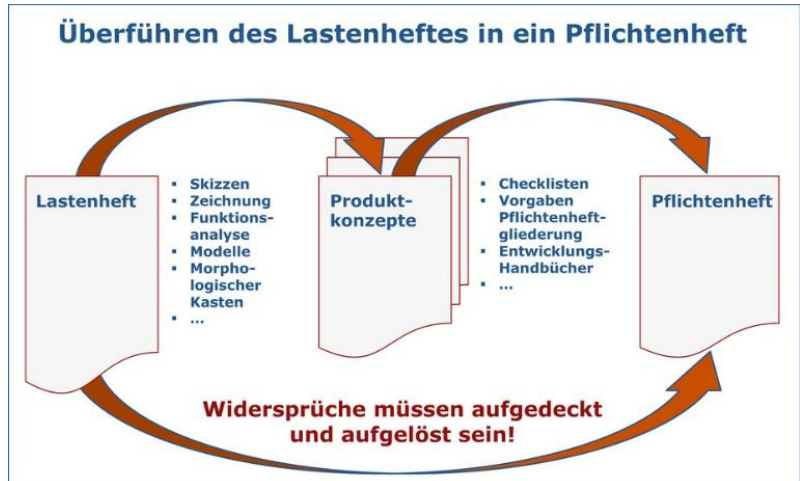 Überführen des Lastenheftes in ein Pflichtenheft
Lastenheft
▪ Skizzen
▪ Zeichnung
▪ Funktions-
analyse
▪ Modelle
▪ Morpho-
logischer
Kasten
▪ ...
Produkt-
konzepte
▪ Checklisten
▪ Vorgaben
Pflichtenheft-
gliederung
▪ Entwicklungs-
Handbücher
▪ ...
Pflichtenheft
Widersprüche müssen aufgedeckt
und aufgelöst sein!